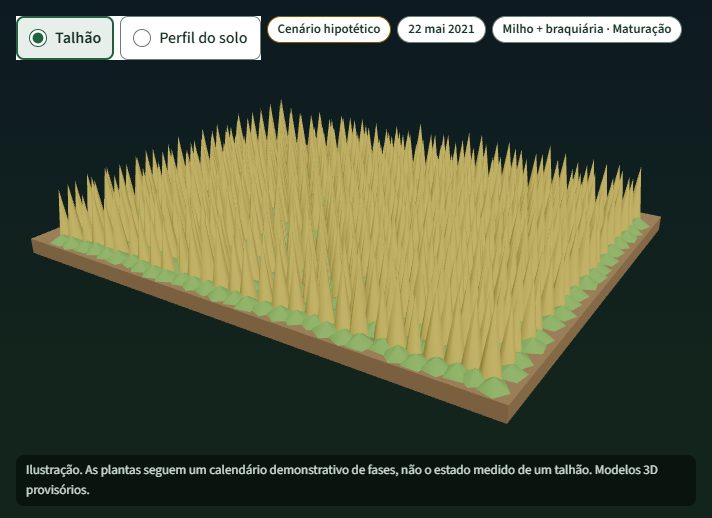 Talhão
Perfil do solo
Cenário hipotético
22 mai 2021
Milho + braquiária · Maturação
Ilustração. As plantas seguem um calendário demonstrativo de fases, não o estado medido de um talhão. Modelos 3D
provisórios.